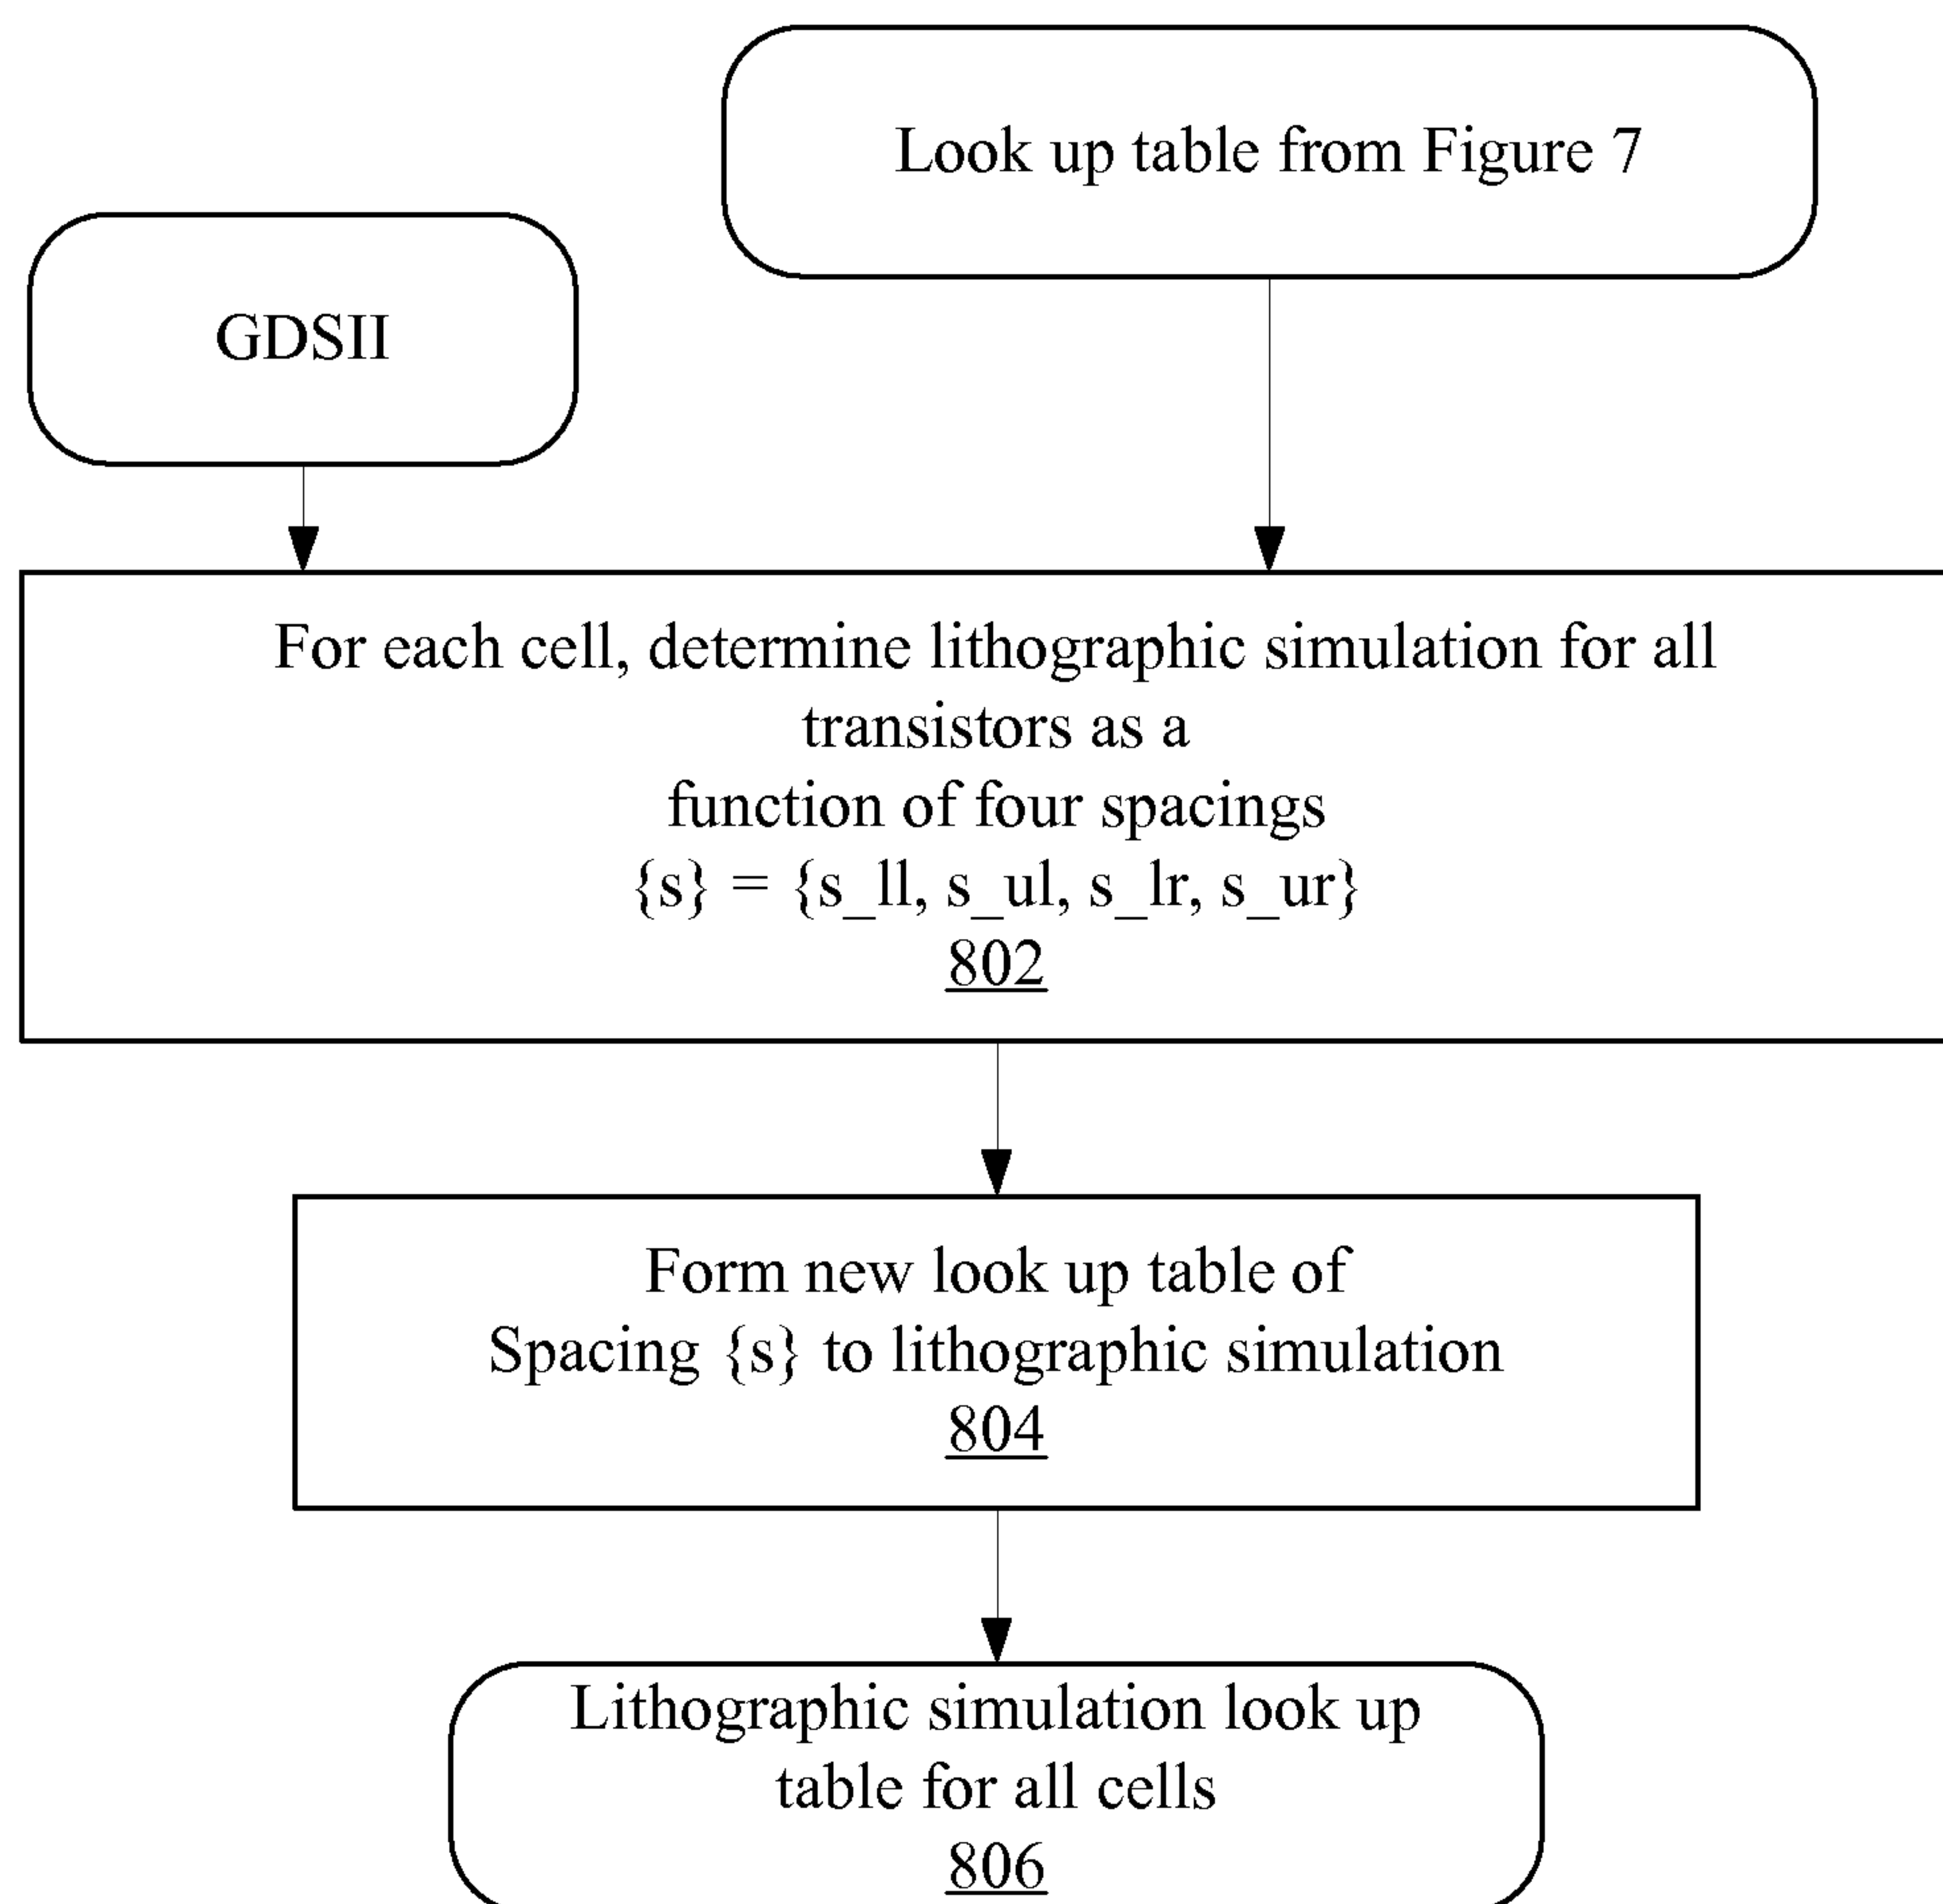 Look up table from Figure 7
GDSII
For each cell, determine lithographic simulation for all
transistors as a
function of four spacings
{s} = {s_ll, s_ul, s_lr, s_ur}
802
Form new look up table of
Spacing {s} to lithographic simulation
804
Lithographic simulation look up
table for all cells
806